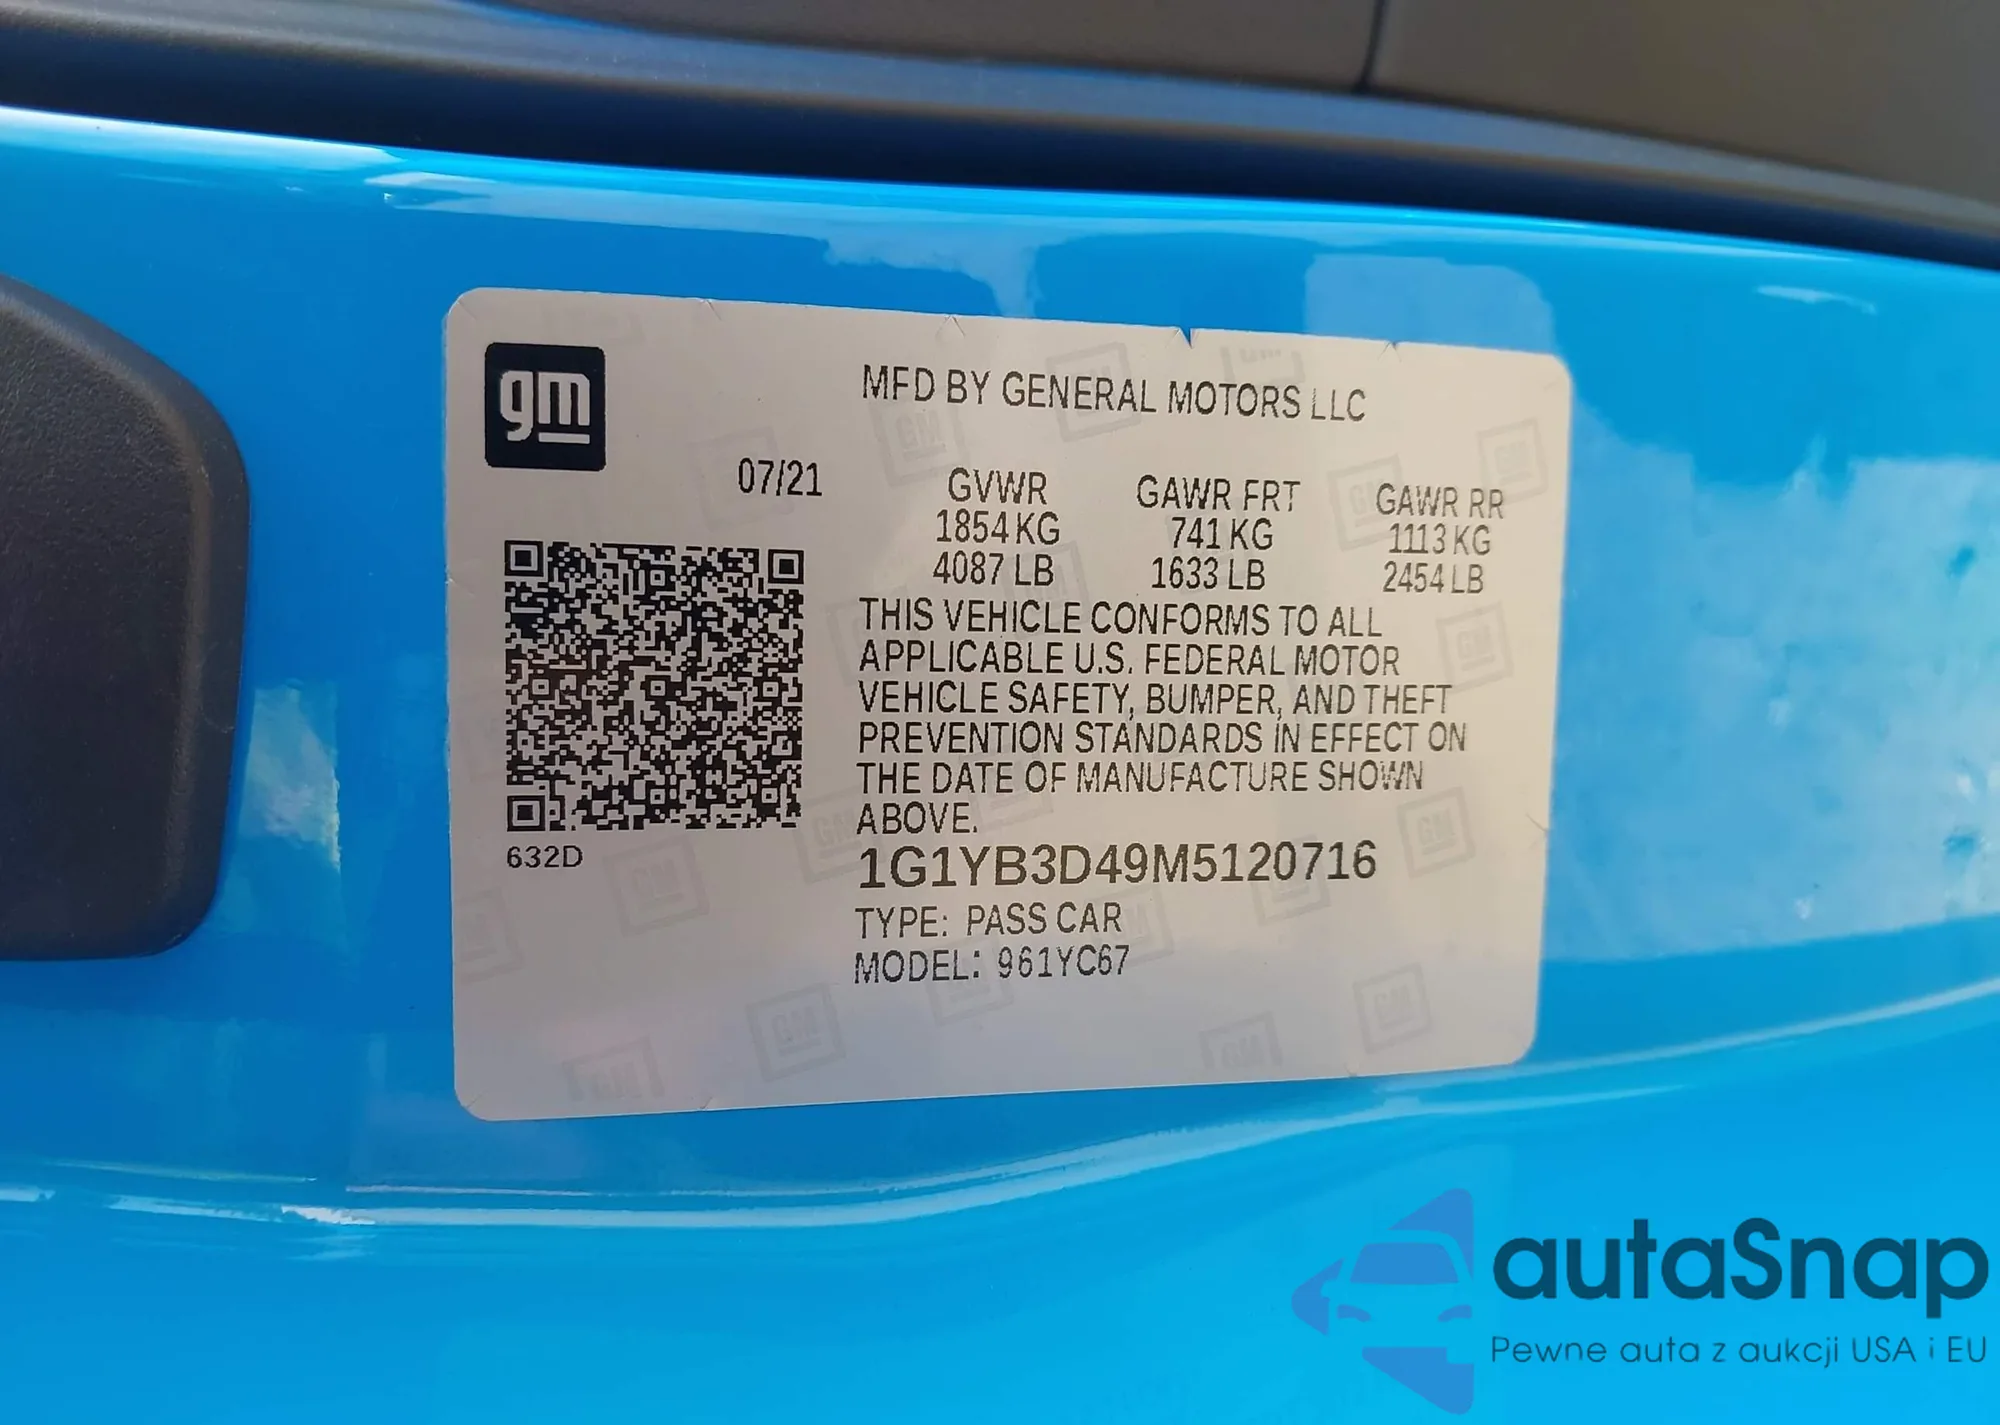 gm
MFD BY GENERAL MOTORS LLC
07/21
GVWR GAWR FRT GAWR RR
1854 KG 741 KG 1113 KG
4087 LB 1633 LB 2454 LB
THIS VEHICLE CONFORMS TO ALL
APPLICABLE U.S. FEDERAL MOTOR
VEHICLE SAFETY, BUMPER, AND THEFT
PREVENTION STANDARDS IN EFFECT ON
THE DATE OF MANUFACTURE SHOWN
ABOVE.
632D
1G1YB3D49M5120716
TYPE: PASS CAR
MODEL: 961YC67
autaSnap
Pewne auta z aukcji USA i EU